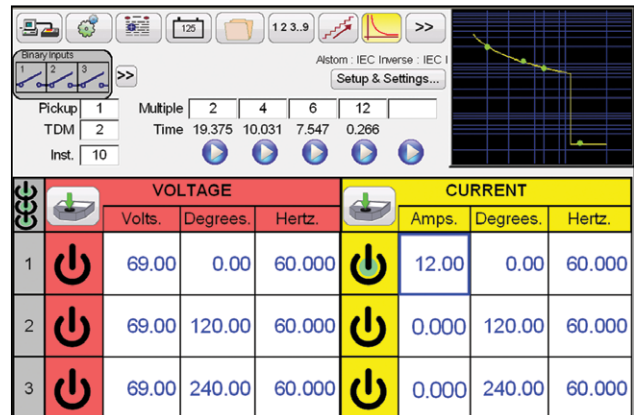 125 1 2 3..9 >>
Binary Inputs
1 2 3 >>
Alstom : IEC Inverse : IEC I
Setup & Settings...
Pickup 1 Multiple 2 4 6 12
TDM 2 Time 19.375 10.031 7.547 0.266
Inst. 10
VOLTAGE CURRENT
Volts. Degrees. Hertz. Amps. Degrees. Hertz.
1 69.00 0.00 60.000 12.00 0.00 60.000
2 69.00 120.00 60.000 0.000 120.00 60.000
3 69.00 240.00 60.000 0.000 240.00 60.000